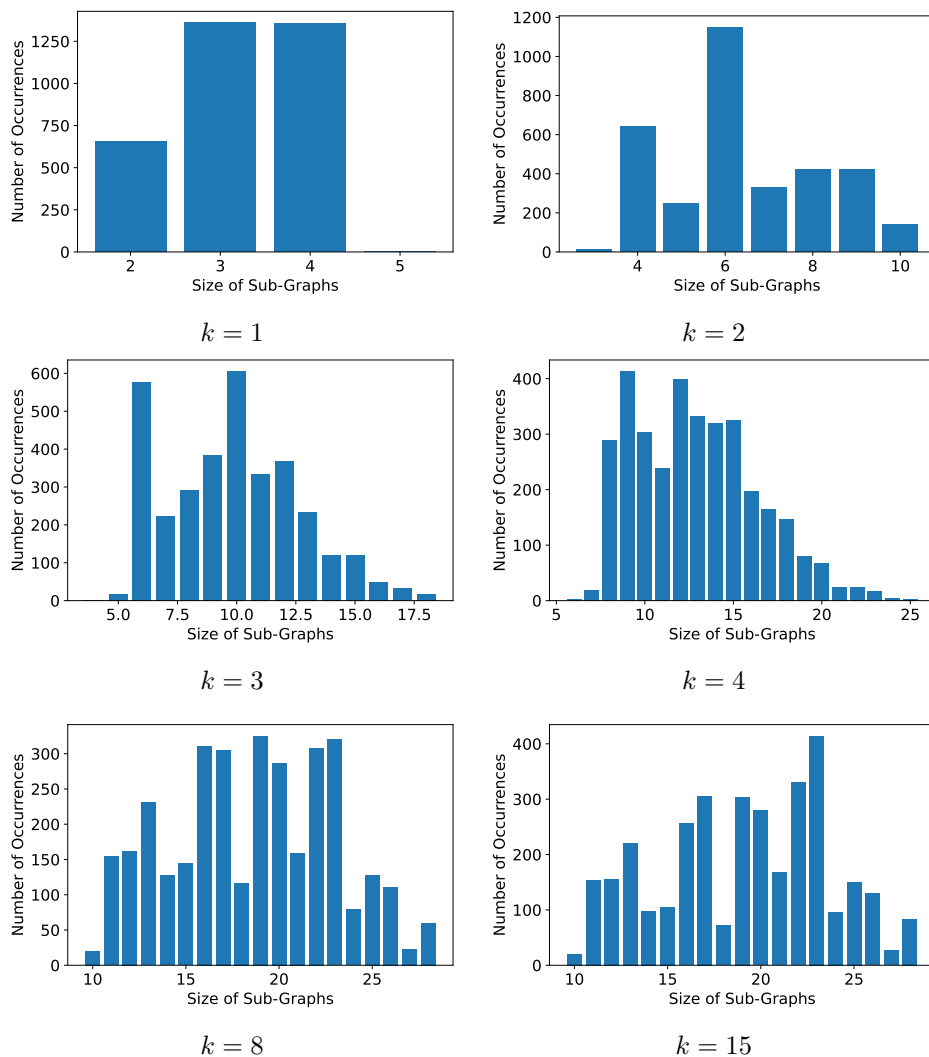 Number of Occurrences
1250
1000
750
500
250
0
2 3 4 5
Size of Sub-Graphs
k = 1
Number of Occurrences
1200
1000
800
600
400
200
0
4 6 8 10
Size of Sub-Graphs
k = 2
Number of Occurrences
600
500
400
300
200
100
0
5.0 7.5 10.0 12.5 15.0 17.5
Size of Sub-Graphs
k = 3
Number of Occurrences
400
300
200
100
0
5 10 15 20 25
Size of Sub-Graphs
k = 4
Number of Occurrences
300
250
200
150
100
50
0
10 15 20 25
Size of Sub-Graphs
k = 8
Number of Occurrences
400
300
200
100
0
10 15 20 25
Size of Sub-Graphs
k = 15